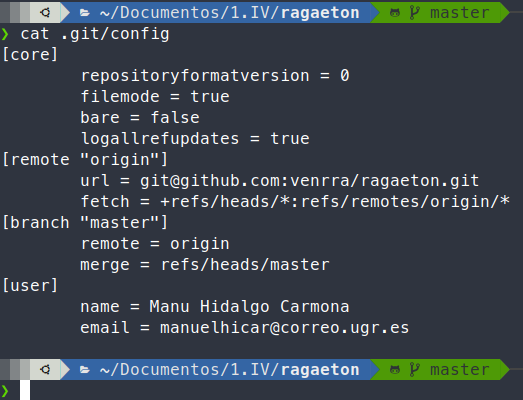 ~/Documentos/1.IV/ragaeton master
❯ cat .git/config
[core]
        repositoryformatversion = 0
        filemode = true
        bare = false
        logallrefupdates = true
[remote "origin"]
        url = git@github.com:venrra/ragaeton.git
        fetch = +refs/heads/*:refs/remotes/origin/*
[branch "master"]
        remote = origin
        merge = refs/heads/master
[user]
        name = Manu Hidalgo Carmona
        email = manuelhicar@correo.ugr.es
~/Documentos/1.IV/ragaeton master
❯